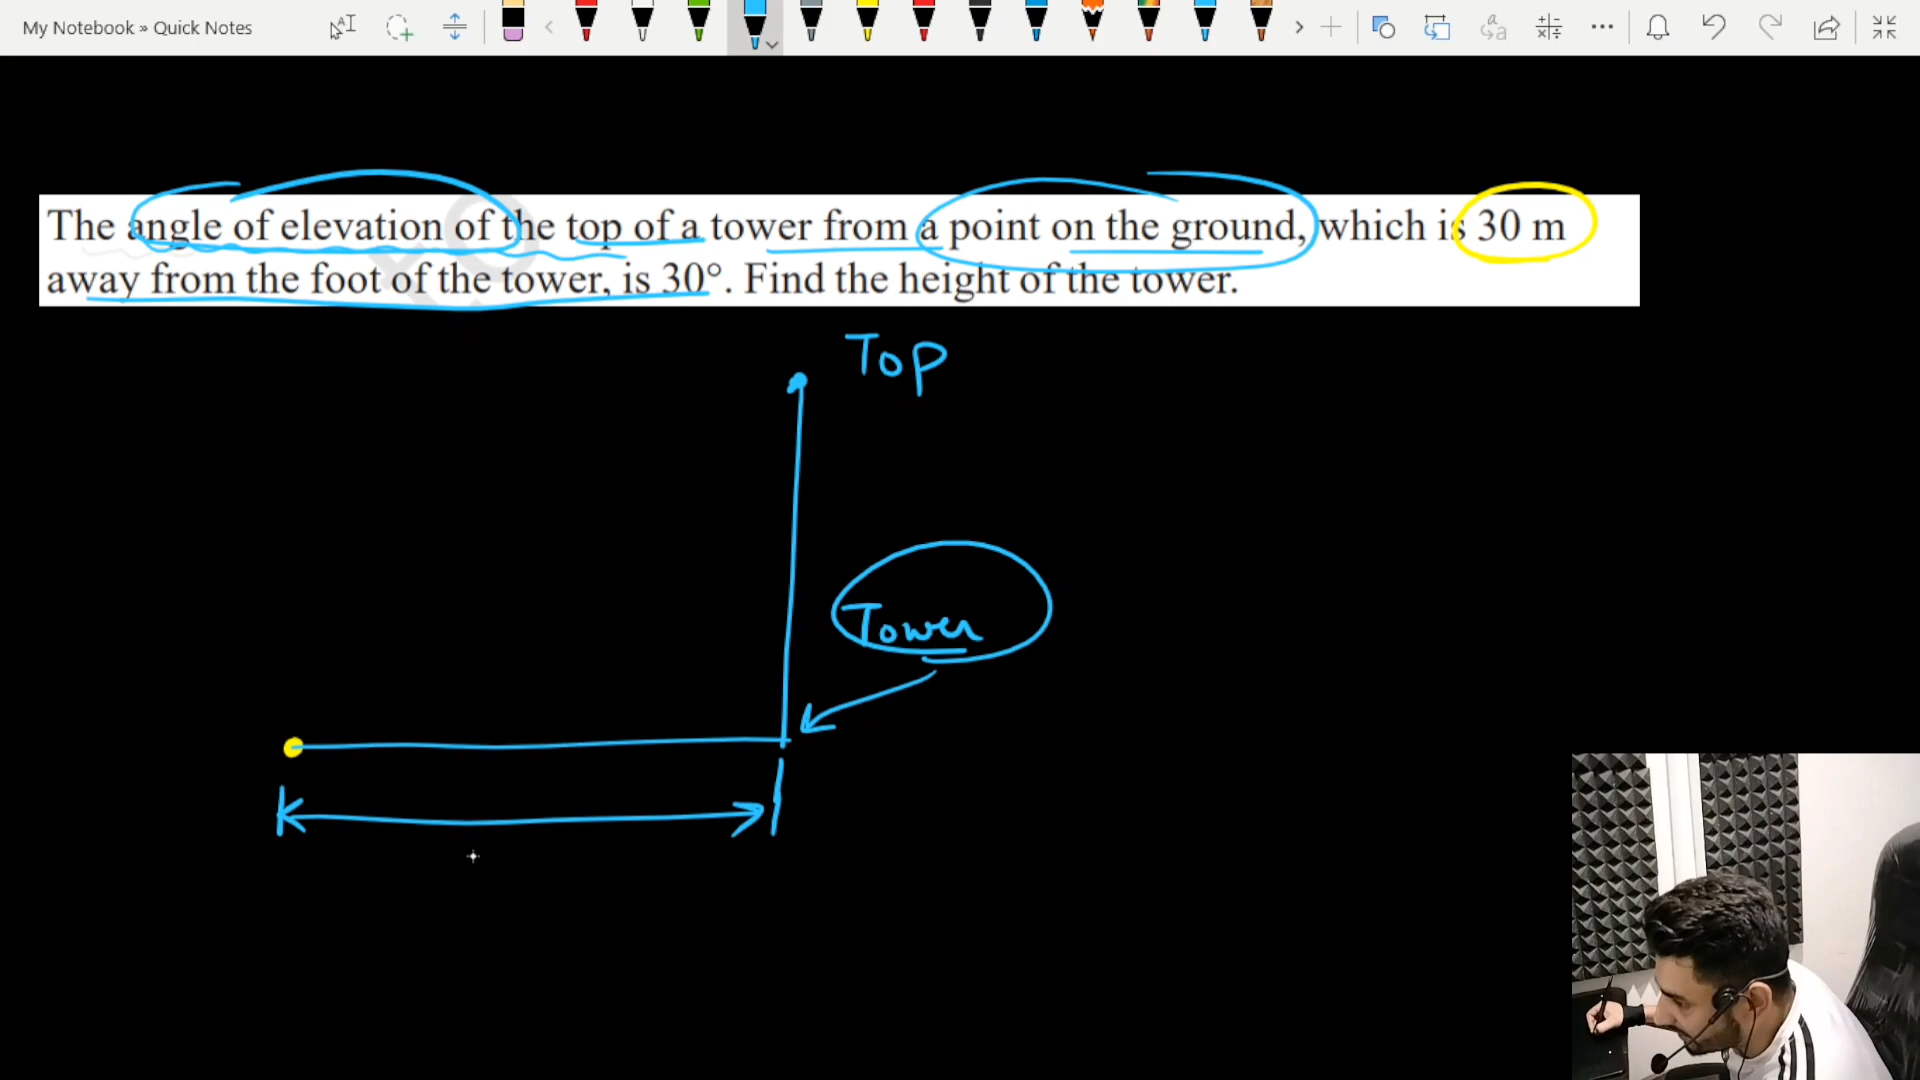 My Notebook » Quick Notes
The angle of elevation of the top of a tower from a point on the ground, which is 30 m
away from the foot of the tower, is 30°. Find the height of the tower.
Top
Tower